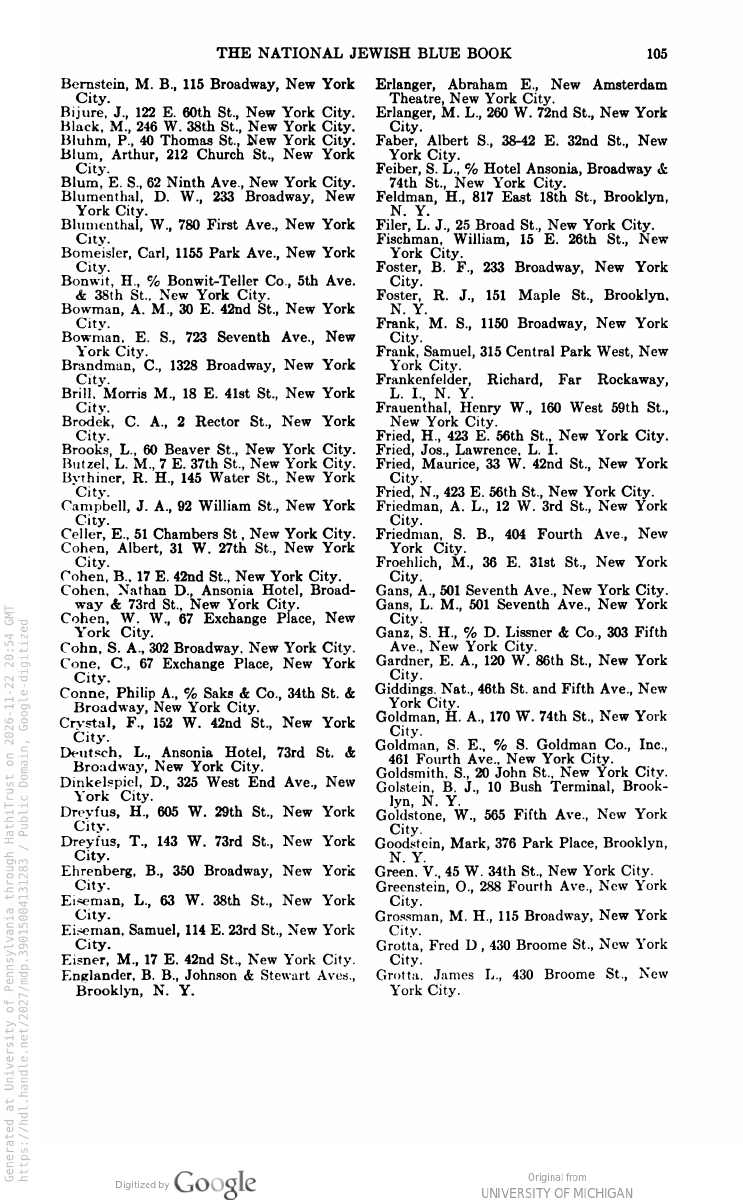 THE NATIONAL JEWISH BLUE BOOK 105
Bernstein, M. B., 115 Broadway, New York
City.
Bijure, J., 122 E. 60th St., New York City.
Black, M., 246 W. 38th St., New York City.
Bluhm, P., 40 Thomas St., New York City.
Blum, Arthur, 212 Church St., New York
City.
Blum, E. S., 62 Ninth Ave., New York City.
Blumenthal, D. W., 233 Broadway, New
York City.
Blumenthal, W., 780 First Ave., New York
City.
Bomeisler, Carl, 1155 Park Ave., New York
City.
Bonwit, H., % Bonwit-Teller Co., 5th Ave.
& 38th St., New York City.
Bowman, A. M., 30 E. 42nd St., New York
City.
Bowman, E. S., 723 Seventh Ave., New
York City.
Brandman, C., 1328 Broadway, New York
City.
Brill, Morris M., 18 E. 41st St., New York
City.
Brodek, C. A., 2 Rector St., New York
City.
Brooks, L., 60 Beaver St., New York City.
Butzel, L. M., 7 E. 37th St., New York City.
Bythiner, R. H., 145 Water St., New York
City.
Campbell, J. A., 92 William St., New York
City.
Celler, E., 51 Chambers St., New York City.
Cohen, Albert, 31 W. 27th St., New York
City.
Cohen, B., 17 E. 42nd St., New York City.
Cohen, Nathan D., Ansonia Hotel, Broad-
way & 73rd St., New York City.
Cohen, W. W., 67 Exchange Place, New
York City.
Cohn, S. A., 302 Broadway, New York City.
Cone, C., 67 Exchange Place, New York
City.
Conne, Philip A., % Saks & Co., 34th St. &
Broadway, New York City.
Crystal, F., 152 W. 42nd St., New York
City.
Deutsch, L., Ansonia Hotel, 73rd St. &
Broadway, New York City.
Dinkelspiel, D., 325 West End Ave., New
York City.
Dreyfus, H., 605 W. 29th St., New York
City.
Dreyfus, T., 143 W. 73rd St., New York
City.
Ehrenberg, B., 350 Broadway, New York
City.
Eiseman, L., 63 W. 38th St., New York
City.
Eiseman, Samuel, 114 E. 23rd St., New York
City.
Eisner, M., 17 E. 42nd St., New York City.
Englander, B. B., Johnson & Stewart Aves.,
Brooklyn, N. Y.
Erlanger, Abraham E., New Amsterdam
Theatre, New York City.
Erlanger, M. L., 260 W. 72nd St., New York
City.
Faber, Albert S., 38-42 E. 32nd St., New
York City.
Feiber, S. L., % Hotel Ansonia, Broadway &
74th St., New York City.
Feldman, H., 817 East 18th St., Brooklyn,
N. Y.
Filer, L. J., 25 Broad St., New York City.
Fischman, William, 15 E. 26th St., New
York City.
Foster, B. F., 233 Broadway, New York
City.
Foster, R. J., 151 Maple St., Brooklyn,
N. Y.
Frank, M. S., 1150 Broadway, New York
City.
Frank, Samuel, 315 Central Park West, New
York City.
Frankenfelder, Richard, Far Rockaway,
L. I., N. Y.
Frauenthal, Henry W., 160 West 59th St.,
New York City.
Fried, H., 423 E. 56th St., New York City.
Fried, Jos., Lawrence, L. I.
Fried, Maurice, 33 W. 42nd St., New York
City.
Fried, N., 423 E. 56th St., New York City.
Friedman, A. L., 12 W. 3rd St., New York
City.
Friedman, S. B., 404 Fourth Ave., New
York City.
Froehlich, M., 36 E. 31st St., New York
City.
Gans, A., 501 Seventh Ave., New York City.
Gans, L. M., 501 Seventh Ave., New York
City.
Ganz, S. H., % D. Lissner & Co., 303 Fifth
Ave., New York City.
Gardner, E. A., 120 W. 86th St., New York
City.
Giddings, Nat., 46th St. and Fifth Ave., New
York City.
Goldman, H. A., 170 W. 74th St., New York
City.
Goldman, S. E., % S. Goldman Co., Inc.,
461 Fourth Ave., New York City.
Goldsmith, S., 20 John St., New York City.
Golstein, B. J., 10 Bush Terminal, Brook-
lyn, N. Y.
Goldstone, W., 565 Fifth Ave., New York
City.
Goodstein, Mark, 376 Park Place, Brooklyn,
N. Y.
Green, V., 45 W. 34th St., New York City.
Greenstein, O., 288 Fourth Ave., New York
City.
Grossman, M. H., 115 Broadway, New York
City.
Grotta, Fred D., 430 Broome St., New York
City.
Grotta, James L., 430 Broome St., New
York City.
Generated at University of Pennsylvania through HathiTrust on 2026-11-22 20:54 GMT
https://hdl.handle.net/2027/mdp.39015004131283 / Public Domain, Google-digitized
Digitized by Google
Original from
UNIVERSITY OF MICHIGAN